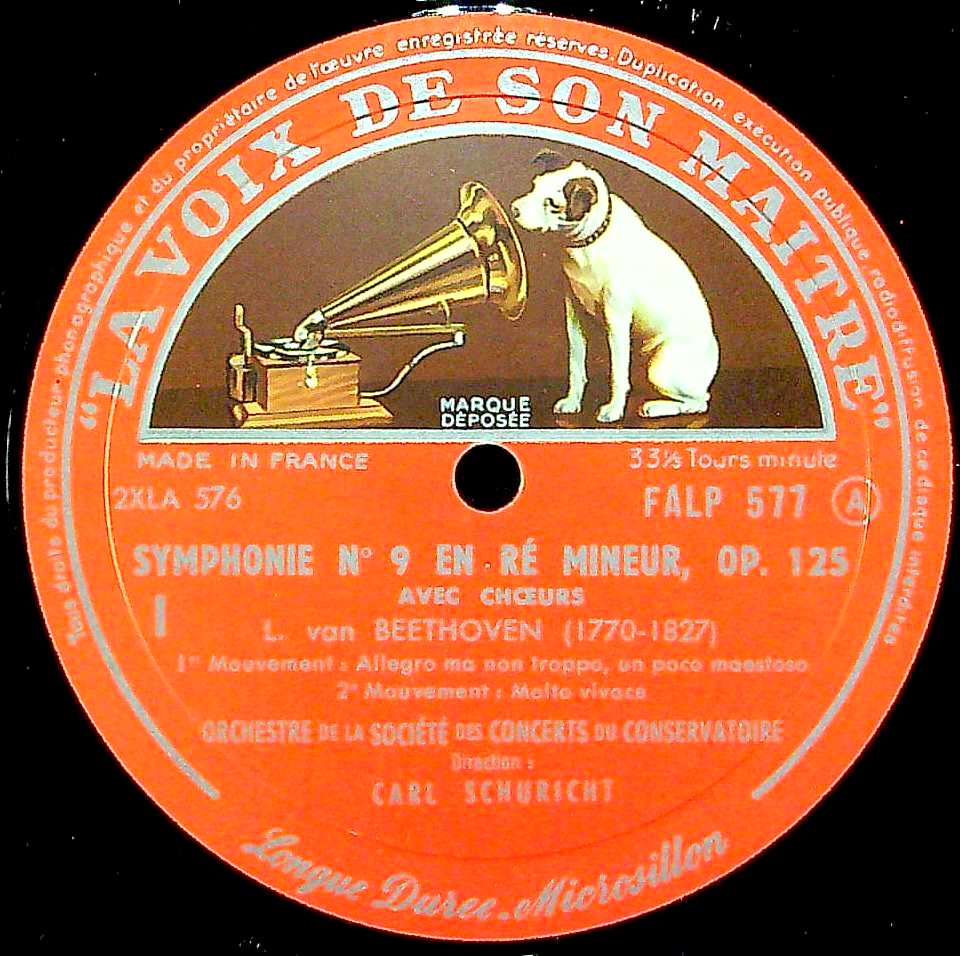 Tous droits du producteur phonographique et du propriétaire de l'œuvre enregistrée réservés. Duplication exécution publique, radiodiffusion de ce disque interdites
"LA VOIX DE SON MAITRE"
MARQUE
DÉPOSÉE
MADE IN FRANCE 33⅓ Tours minute
2XLA 576 FALP 577 A
SYMPHONIE N° 9 EN RÉ MINEUR, OP. 125
AVEC CHŒURS
I
L. van BEETHOVEN (1770-1827)
1er Mouvement : Allegro ma non troppo, un poco maestoso
2e Mouvement : Molto vivace
ORCHESTRE DE LA SOCIÉTÉ DES CONCERTS DU CONSERVATOIRE
Direction :
CARL SCHURICHT
Longue Durée-Microsillon